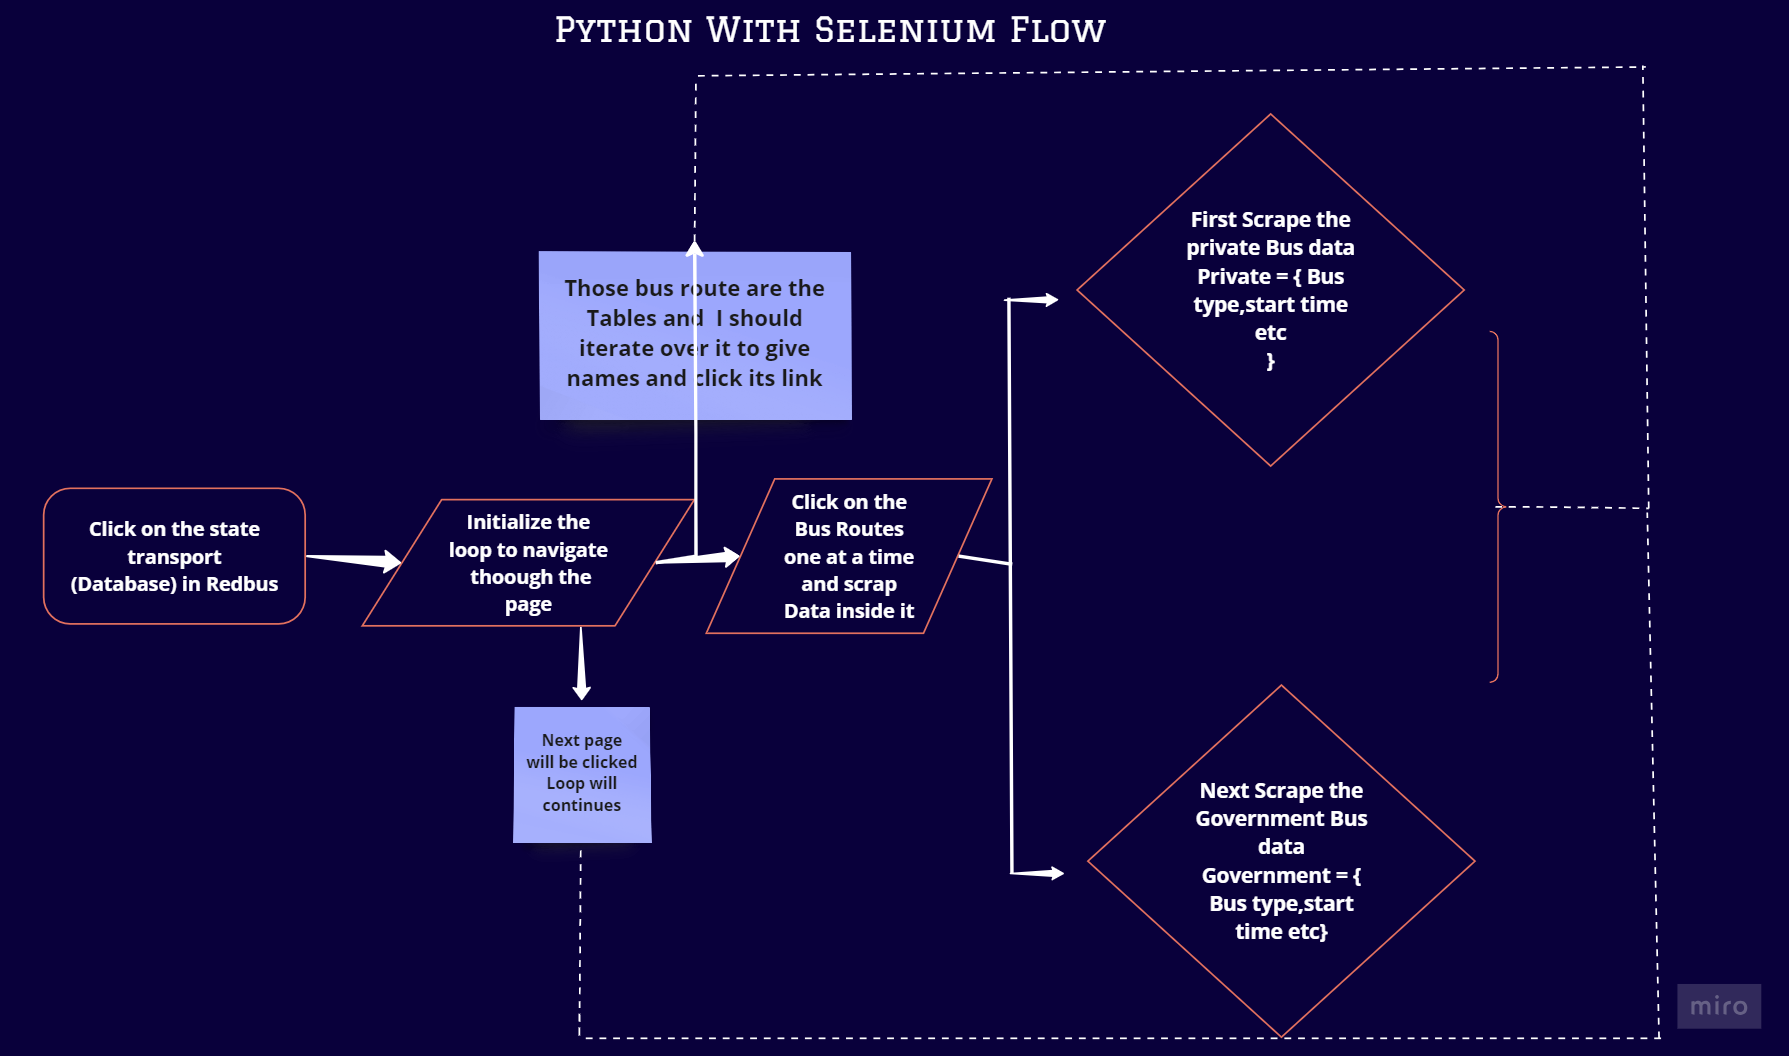 Python With Selenium Flow
First Scrape the
private Bus data
Private = { Bus
type,start time
etc
}
Those bus route are the
Tables and  I should
iterate over it to give
names and click its link
Click on the state
transport
(Database) in Redbus
Initialize the
loop to navigate
thoough the
page
Click on the
Bus Routes
one at a time
and scrap
Data inside it
Next page
will be clicked
Loop will
continues
Next Scrape the
Government Bus
data
Government = {
Bus type,start
time etc}
miro